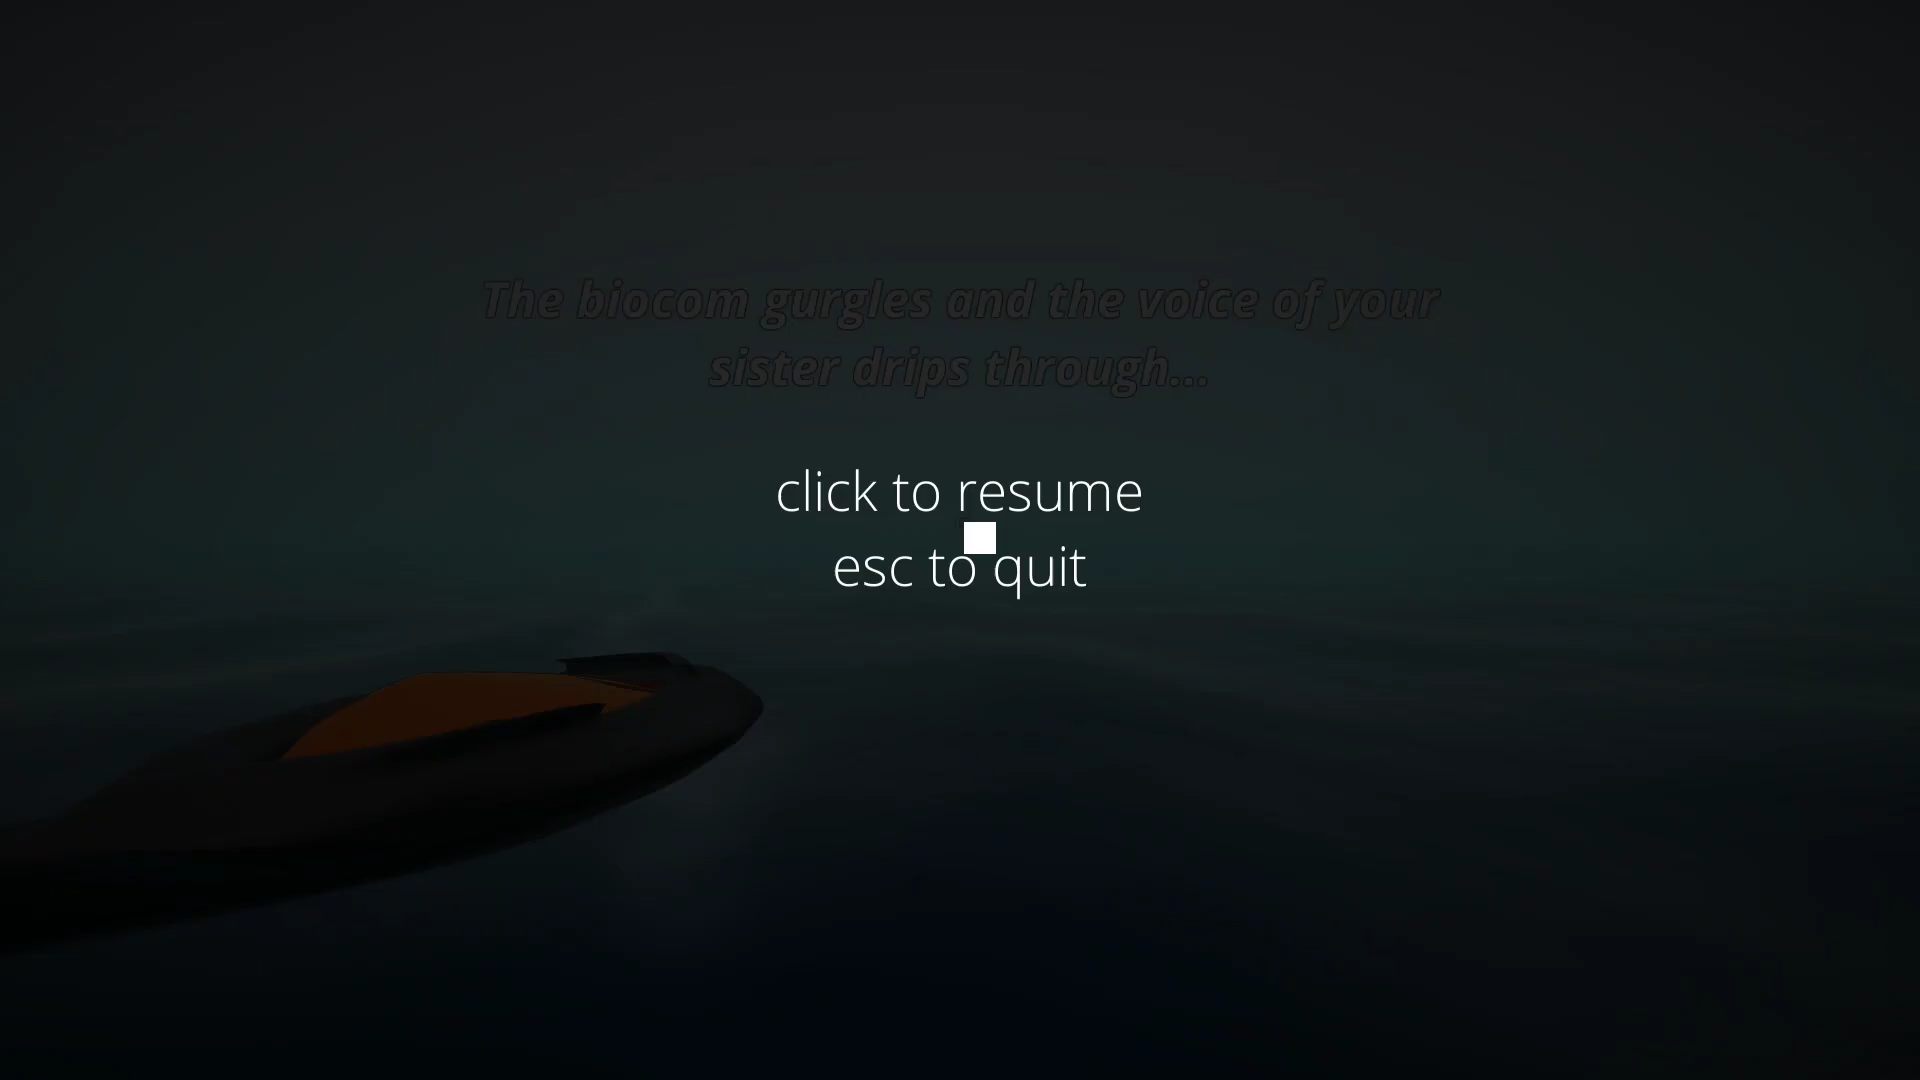 The biocom gurgles and the voice of your
sister drips through...
click to resume
esc to quit